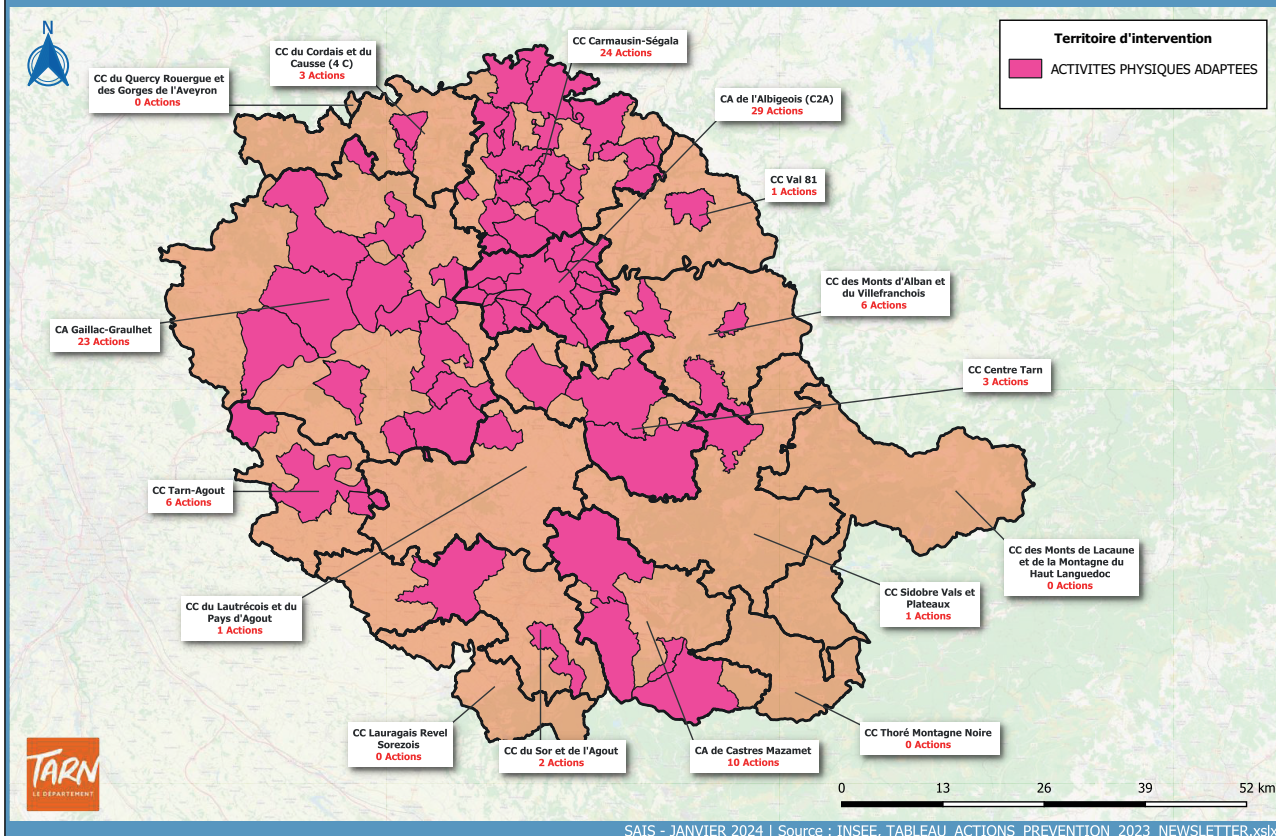 N
Territoire d'intervention
ACTIVITES PHYSIQUES ADAPTEES
CC Carmausin-Ségala
24 Actions
CC du Cordais et du
Causse (4 C)
3 Actions
CC du Quercy Rouergue et
des Gorges de l'Aveyron
0 Actions
CA de l'Albigeois (C2A)
29 Actions
CC Val 81
1 Actions
CC des Monts d'Alban et
du Villefranchois
6 Actions
CA Gaillac-Graulhet
23 Actions
CC Centre Tarn
3 Actions
CC Tarn-Agout
6 Actions
CC des Monts de Lacaune
et de la Montagne du
Haut Languedoc
0 Actions
CC Sidobre Vals et
Plateaux
1 Actions
CC du Lautrécois et du
Pays d'Agout
1 Actions
CC Lauragais Revel
Sorezois
0 Actions
CC du Sor et de l'Agout
2 Actions
CA de Castres Mazamet
10 Actions
CC Thoré Montagne Noire
0 Actions
TARN
LE DÉPARTEMENT
0 13 26 39 52 km
SAIS - JANVIER 2024 | Source : INSEE, TABLEAU_ACTIONS_PREVENTION_2023_NEWSLETTER.xslx